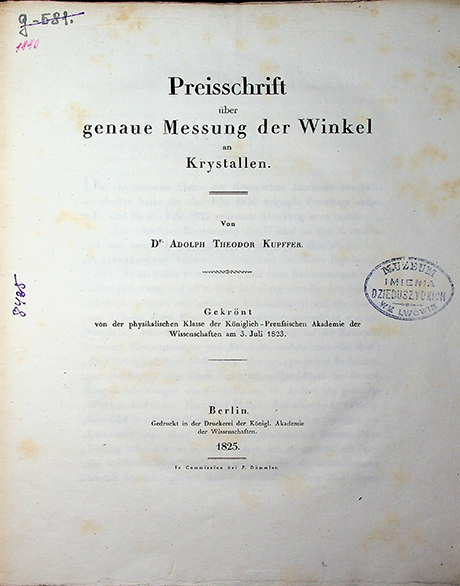 g-581.
1890
Preisschrift
über
genaue Messung der Winkel
an
Krystallen.
Von
Dr ADOLPH THEODOR KUPFFER.
Gekrönt
von der physikalischen Klasse der Königlich-Preußischen Akademie der
Wissenschaften am 3. Juli 1823.
8485
MUZEUM
IMIENIA
DZIEDUSZYCKICH
WE LWOWIE
Berlin.
Gedruckt in der Druckerei der Königl. Akademie
der Wissenschaften.
1825.
In Commission bei F. Dümmler.